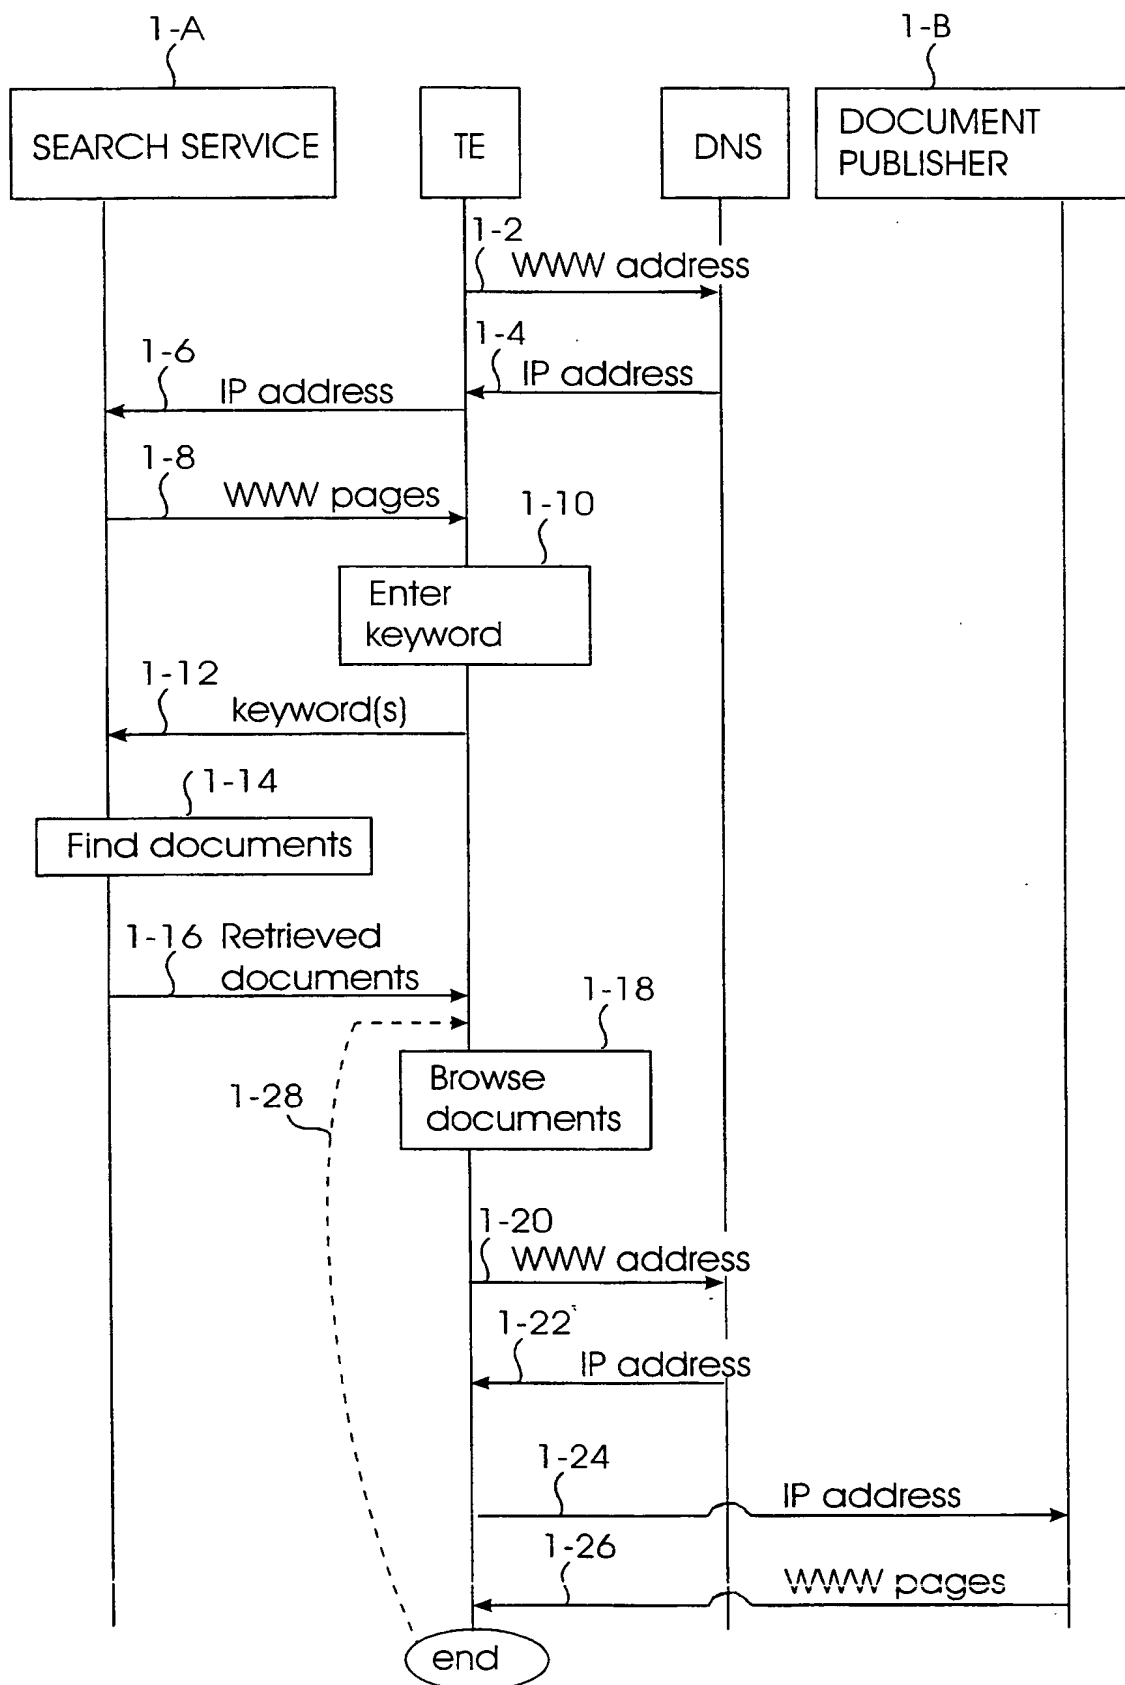 1-A
1-B
SEARCH SERVICE
TE
DNS
DOCUMENT
PUBLISHER
1-2
WWW address
1-4
IP address
1-6
IP address
1-8
WWW pages
1-10
Enter
keyword
1-12
keyword(s)
1-14
Find documents
1-16 Retrieved
documents
1-18
Browse
documents
1-28
1-20
WWW address
1-22
IP address
1-24
IP address
1-26
WWW pages
end